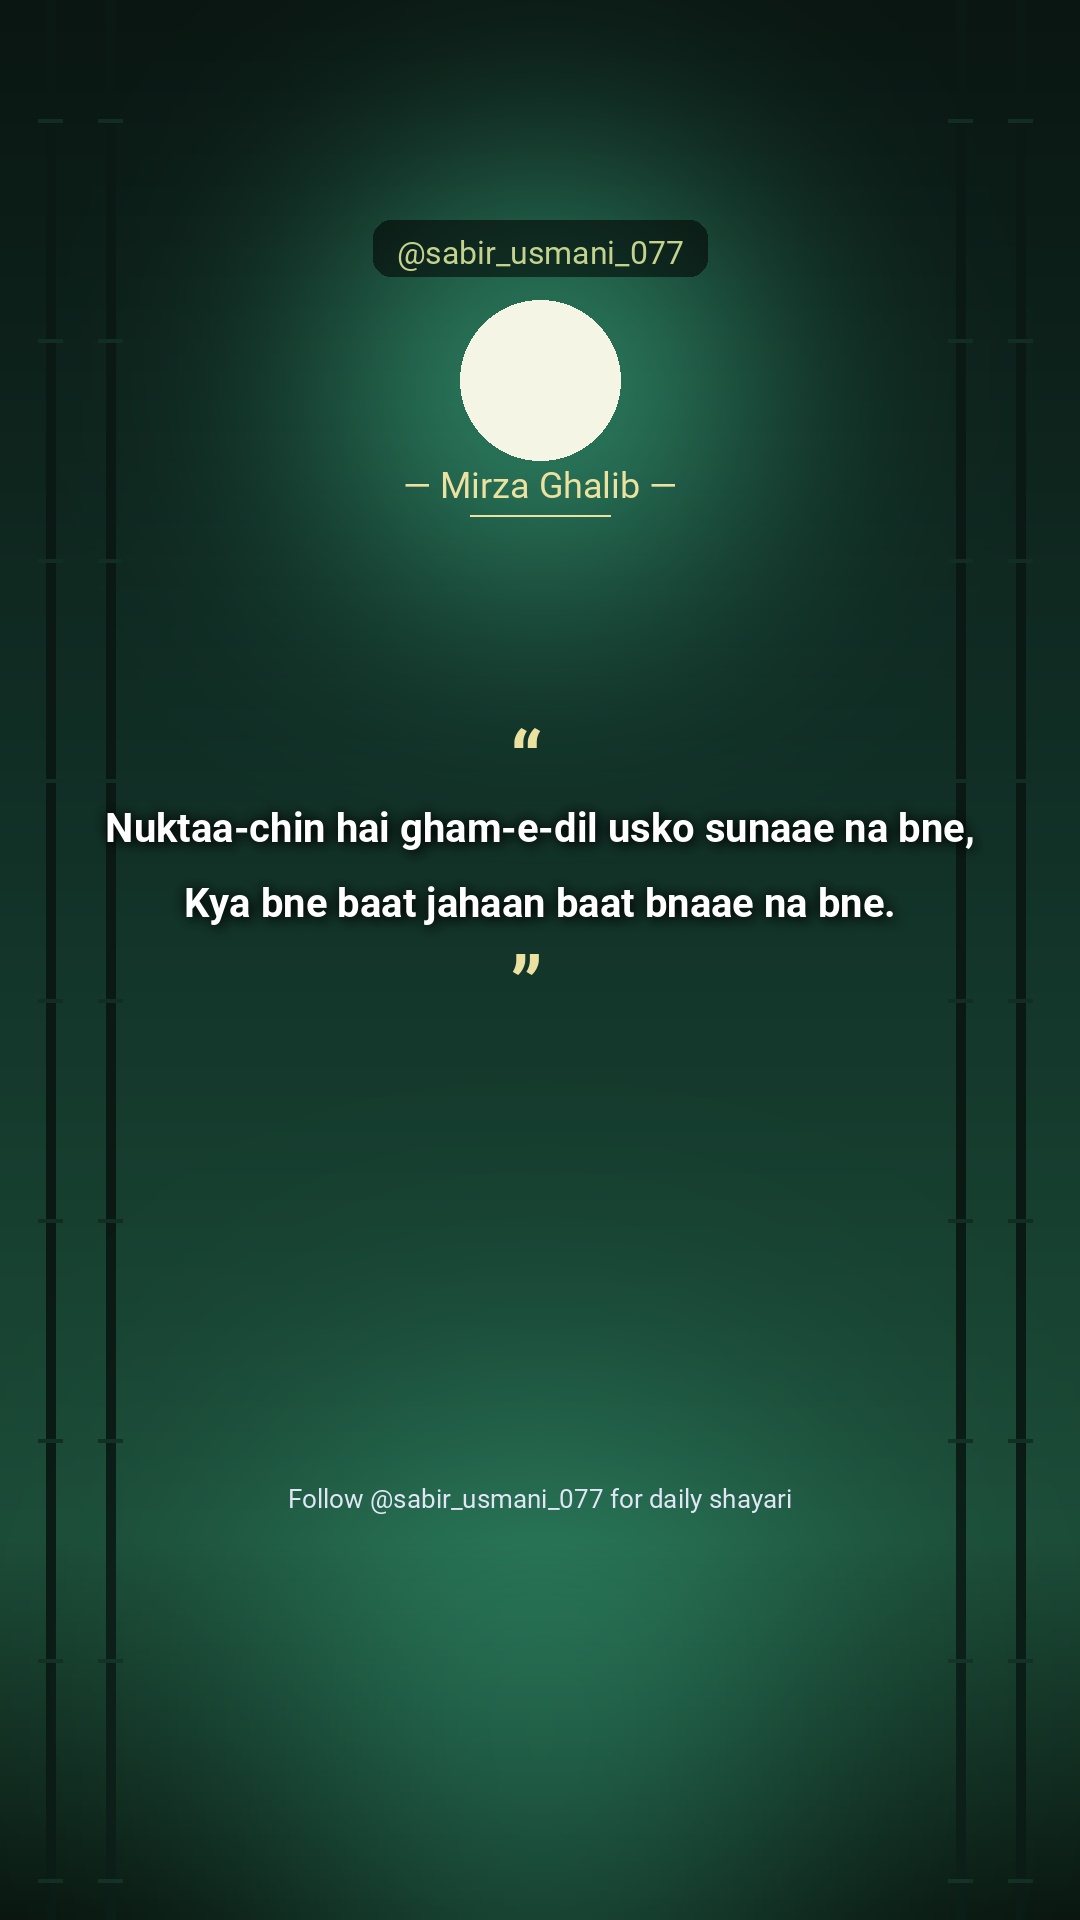 @sabir_usmani_077
— Mirza Ghalib —
“
Nuktaa-chin hai gham-e-dil usko sunaae na bne,
Kya bne baat jahaan baat bnaae na bne.
”
Follow @sabir_usmani_077 for daily shayari